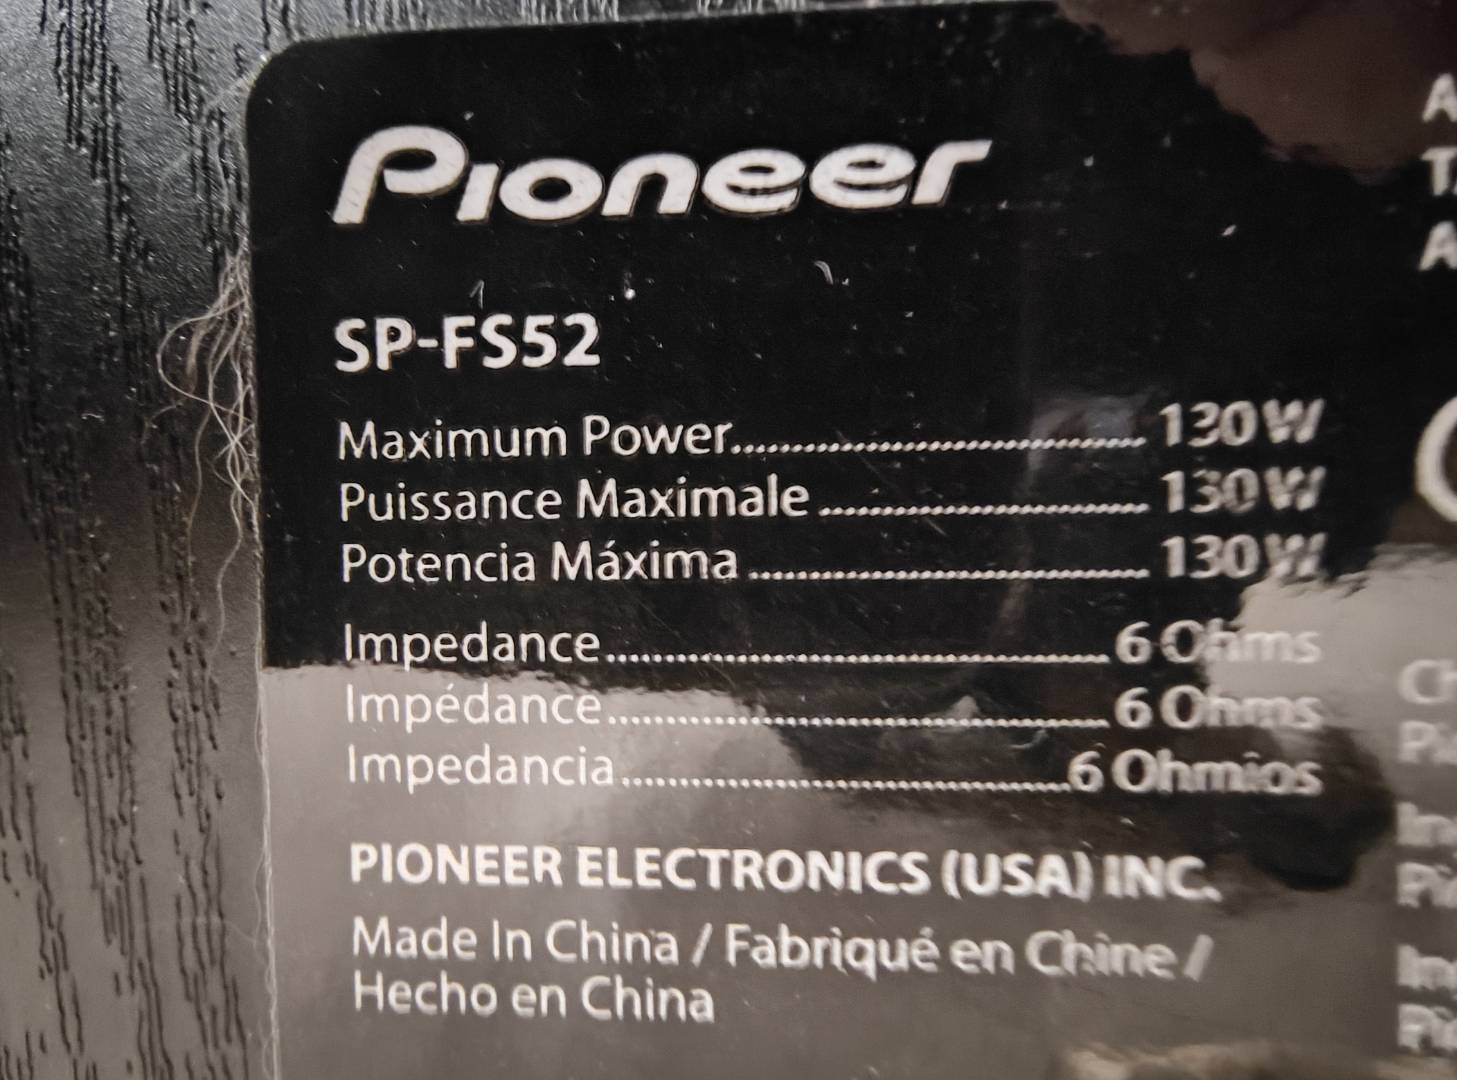 Pioneer
SP-FS52
Maximum Power.......................................... 130W
Puissance Maximale ................................. 130W
Potencia Máxima ........................................ 130W
Impedance.................................................. 6 Ohms
Impédance.................................................. 6 Ohms
Impedancia............................................. 6 Ohmios
PIONEER ELECTRONICS (USA) INC.
Made In China / Fabriqué en Chine /
Hecho en China